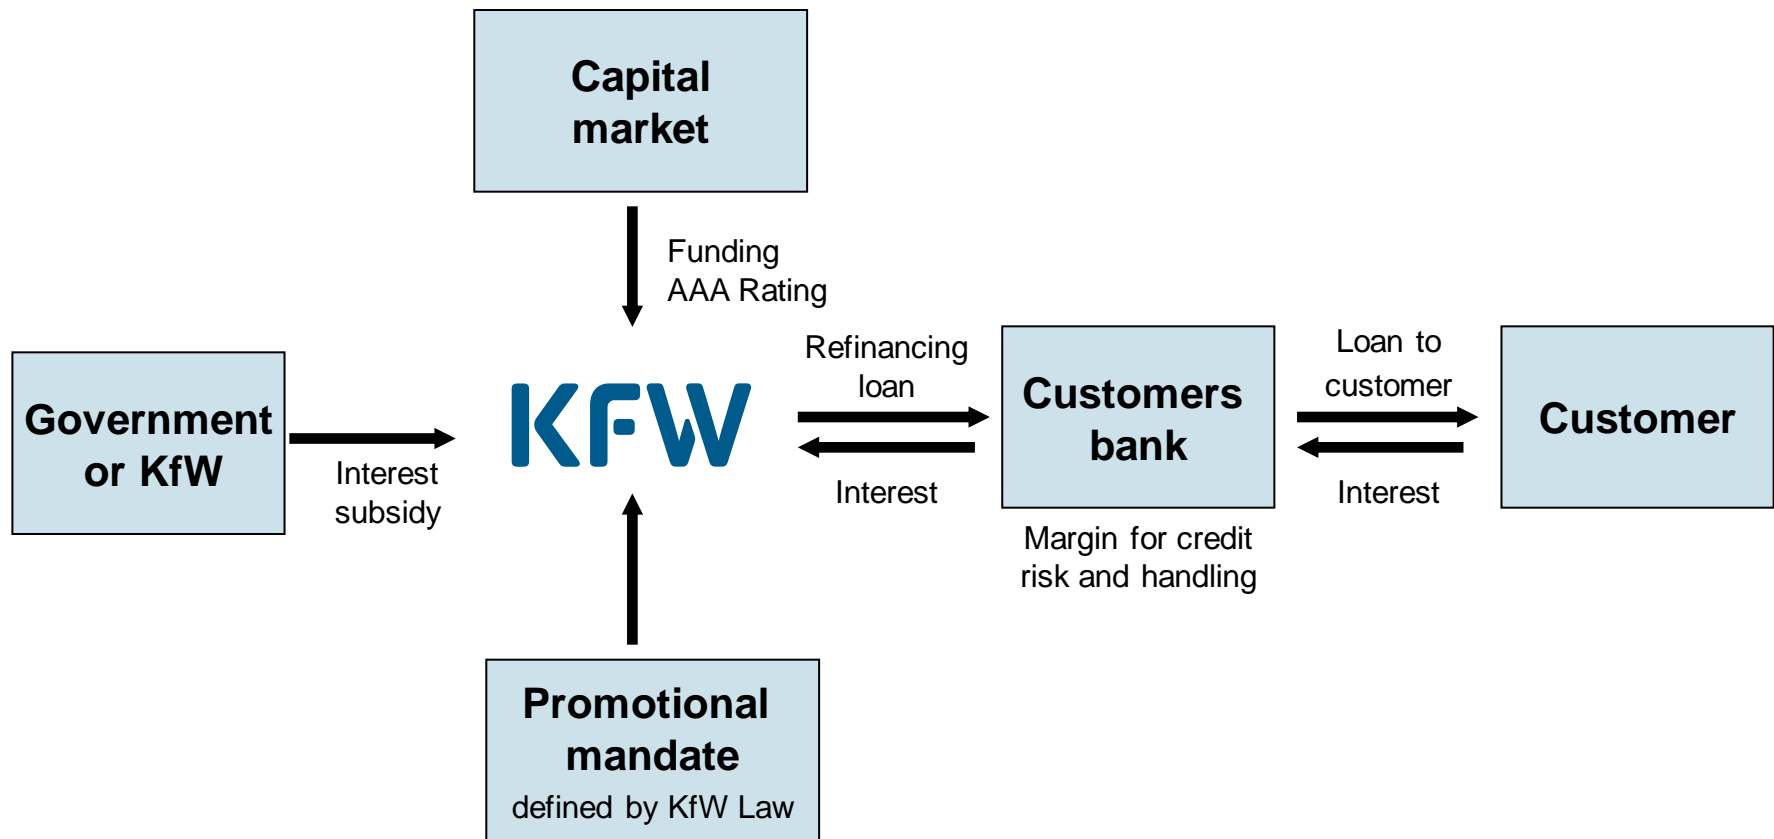 Capital
market
Funding
AAA Rating
Government
or KfW
Interest
subsidy
KFW
Refinancing
loan
Interest
Customers
bank
Margin for credit
risk and handling
Loan to
customer
Interest
Customer
Promotional
mandate
defined by KfW Law